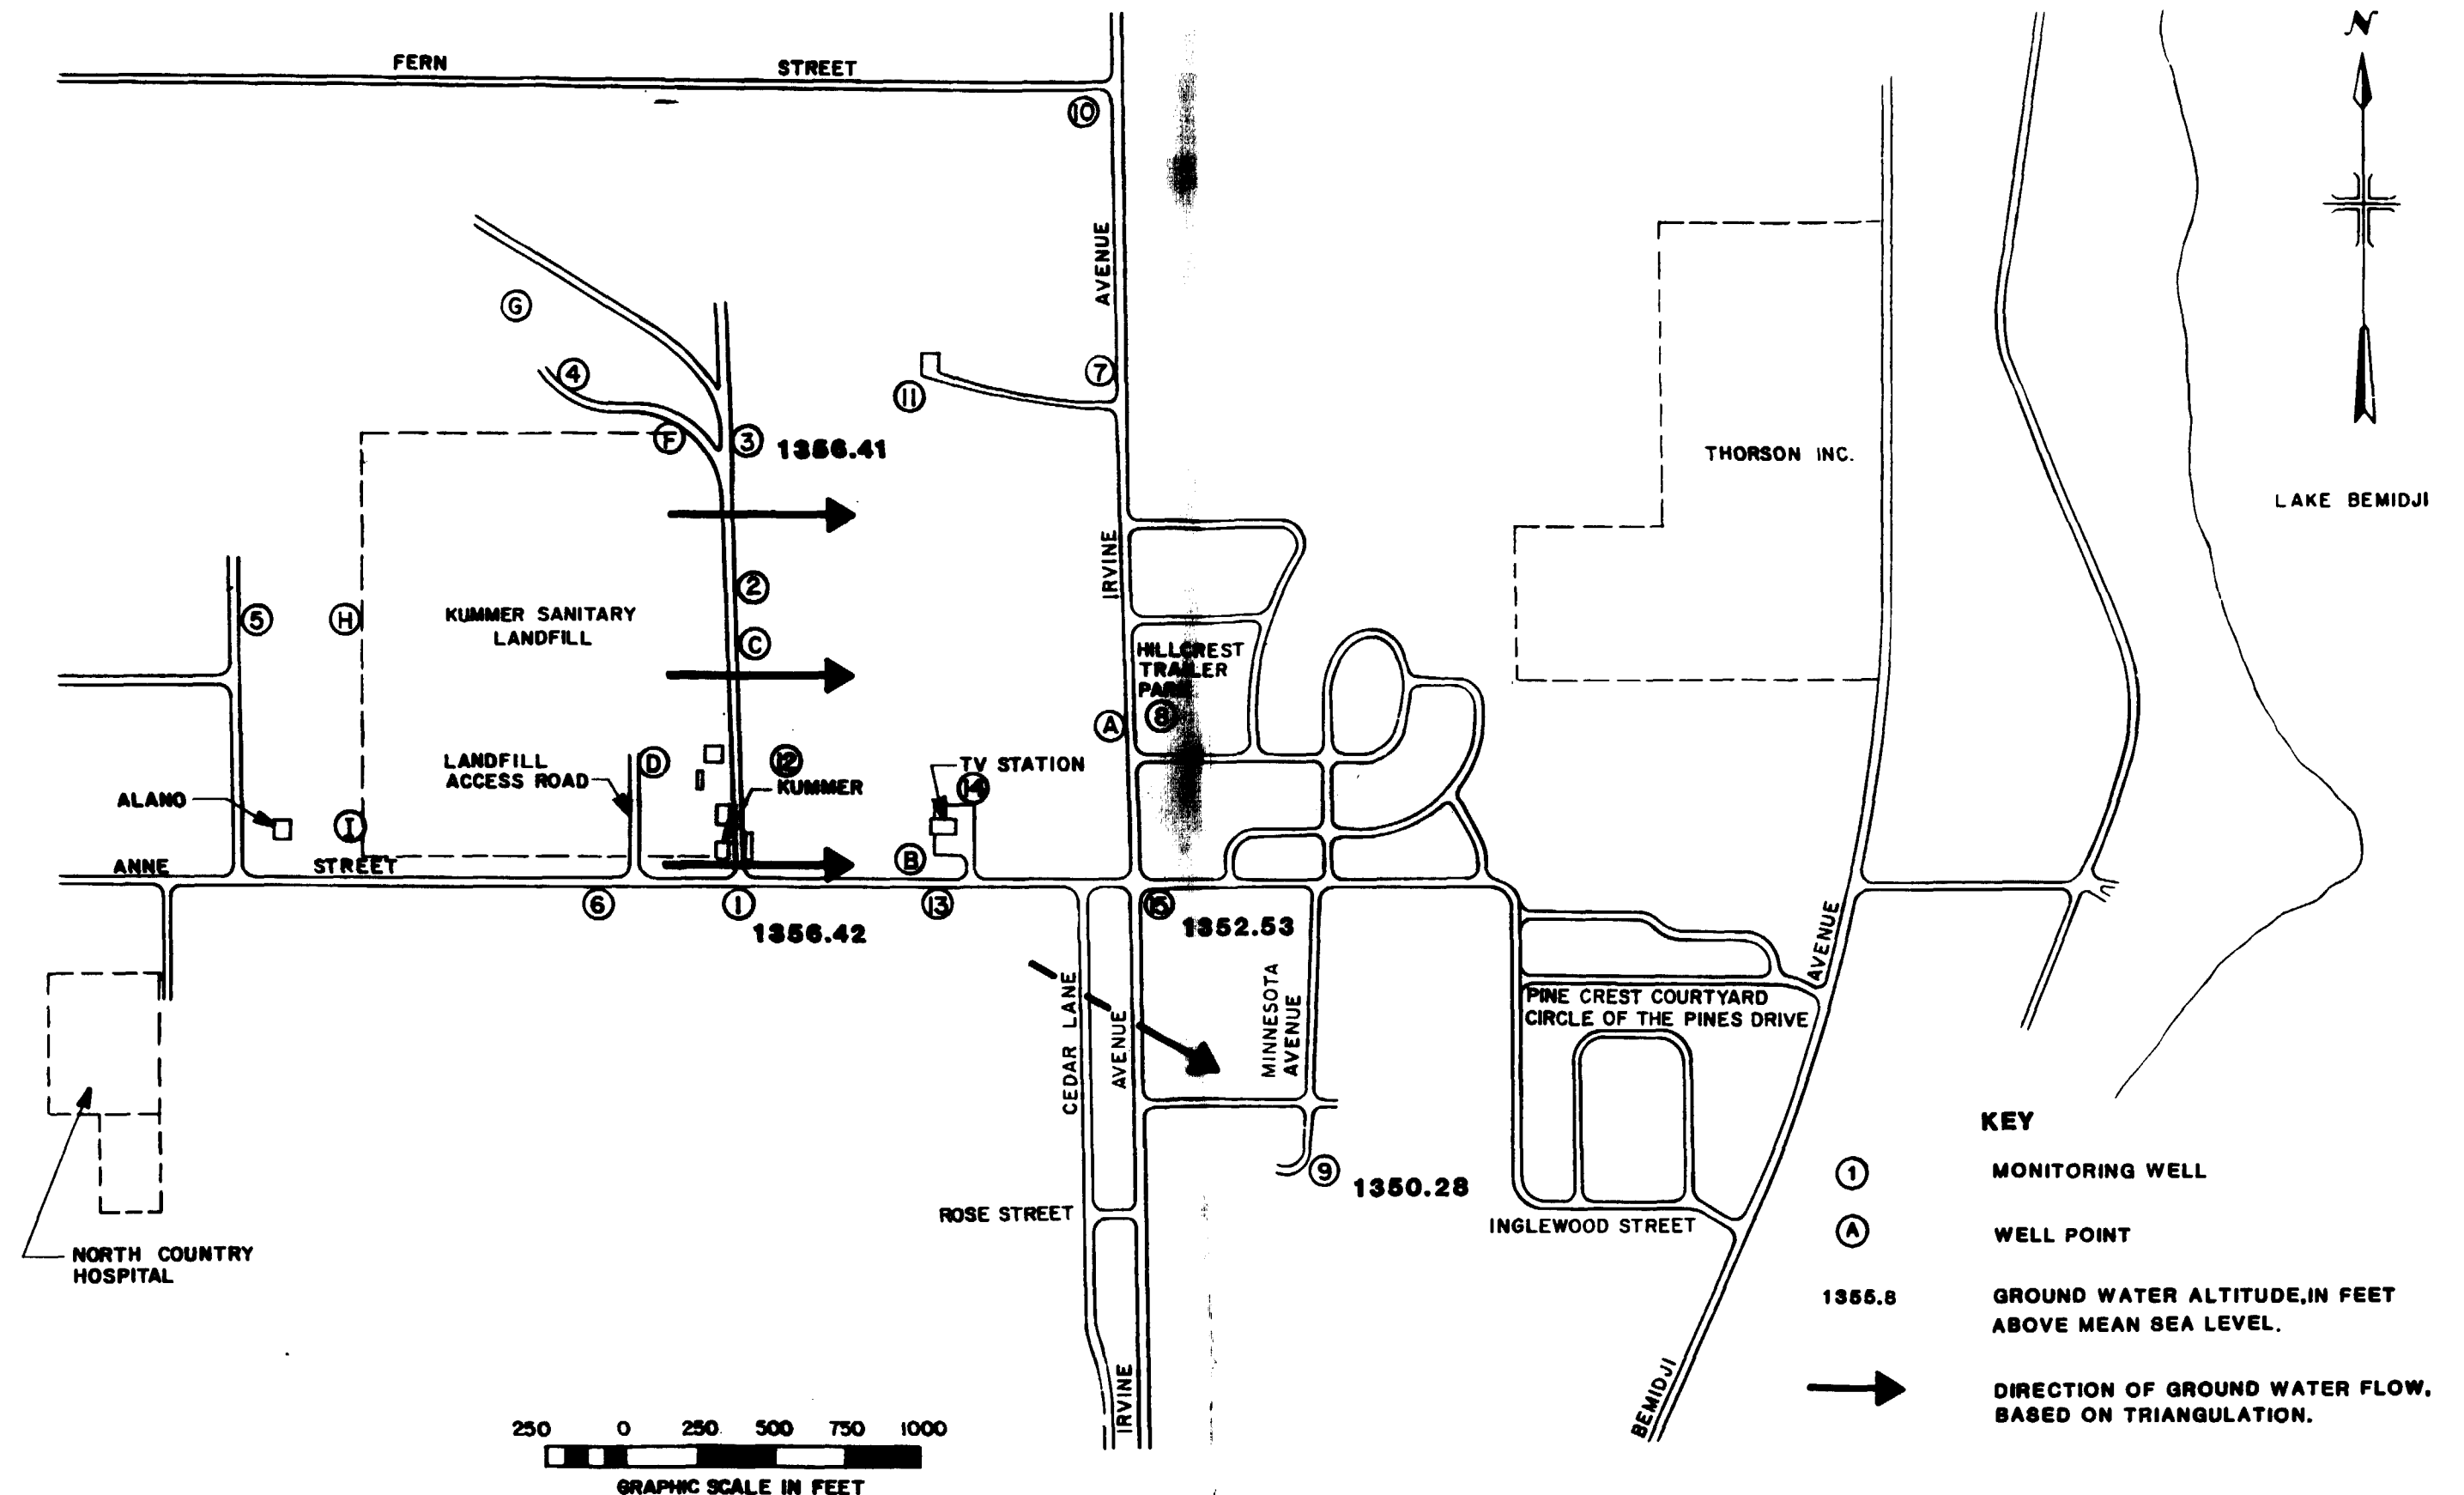 N
FERN STREET
10
AVENUE
G
4
7
11
F
3
1356.41
THORSON INC.
LAKE BEMIDJI
IRVINE
2
5
H
KUMMER SANITARY
LANDFILL
C
HILLCREST
TRAILER
PARK
A
8
D
12
LANDFILL
ACCESS ROAD
KUMMER
TV STATION
14
ALANO
I
B
ANNE STREET
6
1
13
15
1356.42
1352.53
AVENUE
CEDAR LANE
AVENUE
MINNESOTA
AVENUE
PINE CREST COURTYARD
CIRCLE OF THE PINES DRIVE
9
1350.28
ROSE STREET
INGLEWOOD STREET
NORTH COUNTRY
HOSPITAL
IRVINE
BEMIDJI
KEY
1 MONITORING WELL
A WELL POINT
1355.8 GROUND WATER ALTITUDE, IN FEET
ABOVE MEAN SEA LEVEL.
DIRECTION OF GROUND WATER FLOW,
BASED ON TRIANGULATION.
250 0 250 500 750 1000
GRAPHIC SCALE IN FEET